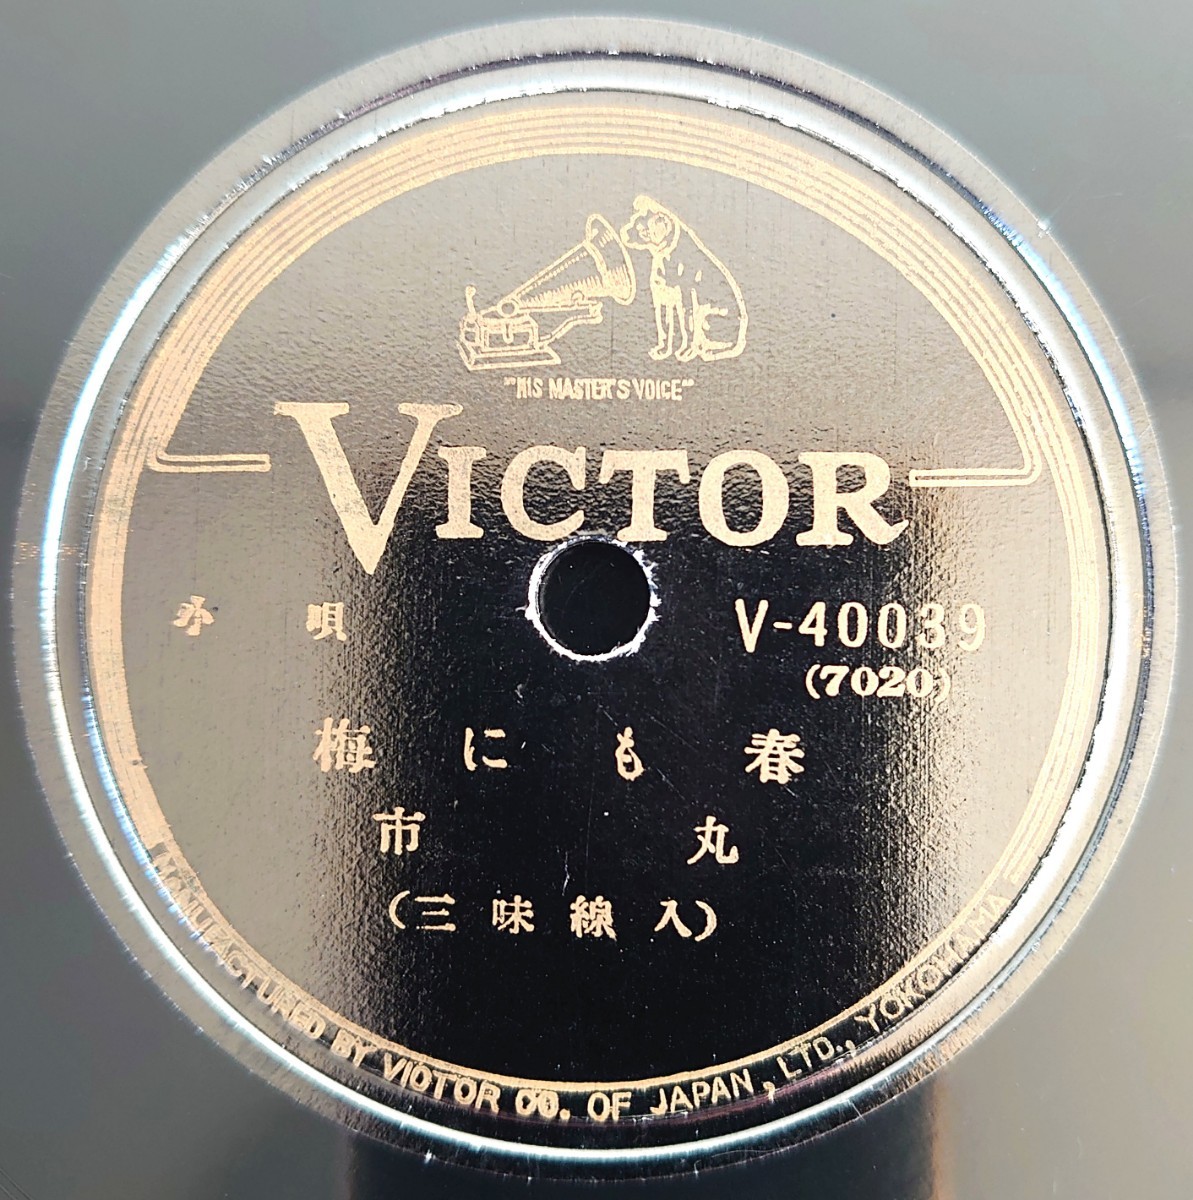 "HIS MASTER'S VOICE"
VICTOR
小唄
V-40039
(7020)
梅にも春
市丸
(三味線入)
MANUFACTURED BY VICTOR CO. OF JAPAN, LTD., YOKOHAMA